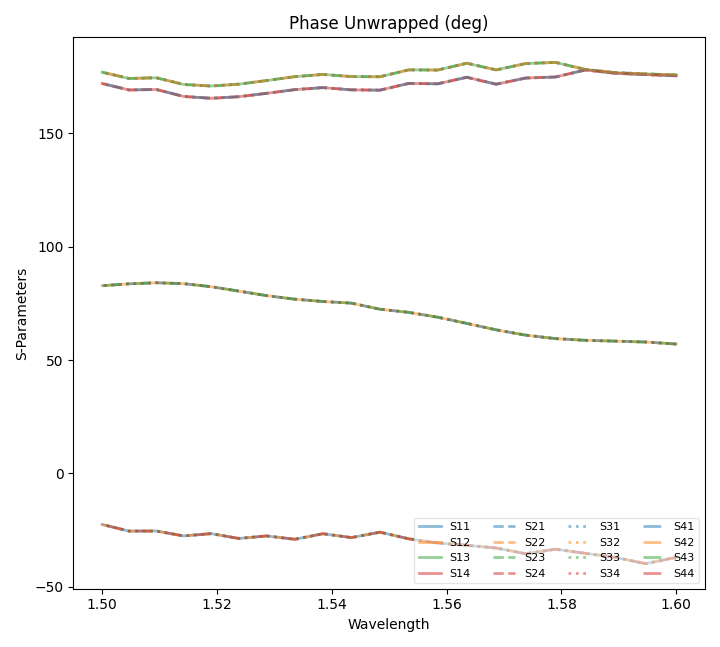 Phase Unwrapped (deg)
S-Parameters
150
100
50
0
−50
S11 S21 S31 S41
S12 S22 S32 S42
S13 S23 S33 S43
S14 S24 S34 S44
1.50 1.52 1.54 1.56 1.58 1.60
Wavelength